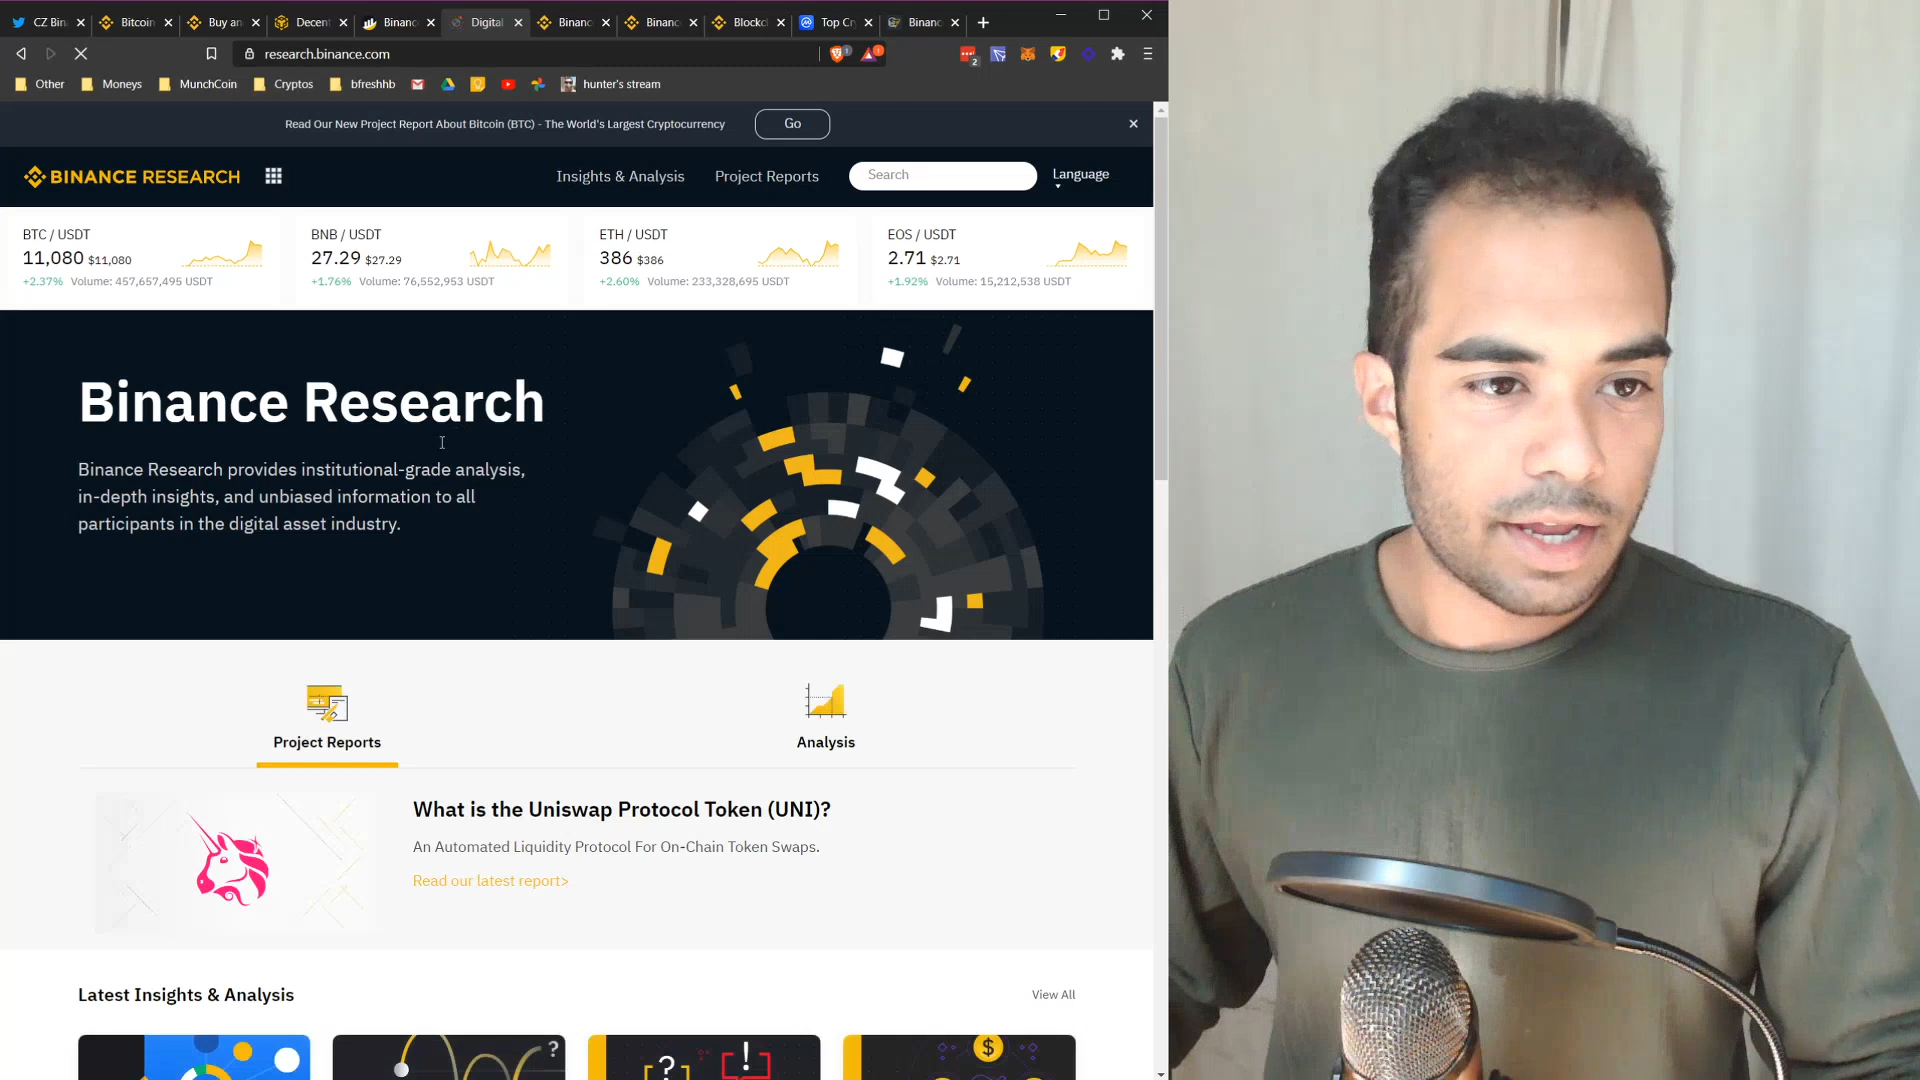 CZ Bin
Bitcoin
Buy an
Decent
Binanc
Digital
Binanc
Binanc
Blockc
Top Cr
Binanc
research.binance.com
1
1
2
Other
Moneys
MunchCoin
Cryptos
bfreshhb
hunter's stream
Read Our New Project Report About Bitcoin (BTC) - The World's Largest Cryptocurrency
Go
BINANCE RESEARCH
Insights & Analysis
Project Reports
Search
Language
BTC / USDT
11,080 $11,080
+2.37% Volume: 457,657,495 USDT
BNB / USDT
27.29 $27.29
+1.76% Volume: 76,552,953 USDT
ETH / USDT
386 $386
+2.60% Volume: 233,328,695 USDT
EOS / USDT
2.71 $2.71
+1.92% Volume: 15,212,538 USDT
Binance Research
Binance Research provides institutional-grade analysis,
in-depth insights, and unbiased information to all
participants in the digital asset industry.
Project Reports
Analysis
What is the Uniswap Protocol Token (UNI)?
An Automated Liquidity Protocol For On-Chain Token Swaps.
Read our latest report>
Latest Insights & Analysis
View All
?
?
!
$